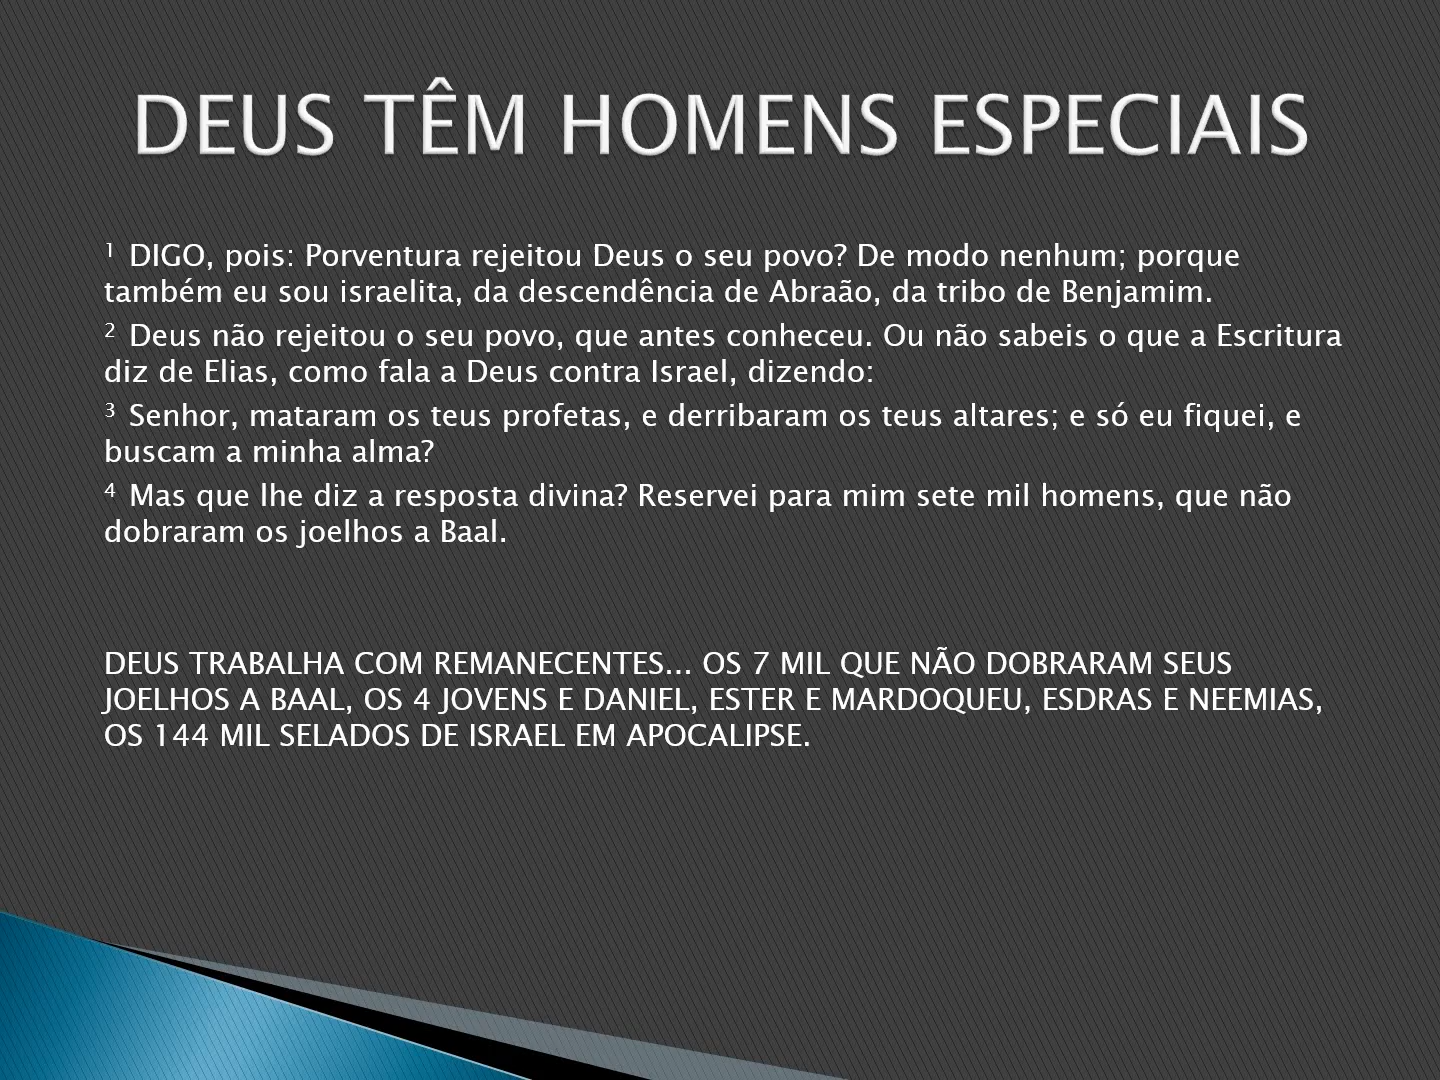 DEUS TÊM HOMENS ESPECIAIS
¹ DIGO, pois: Porventura rejeitou Deus o seu povo? De modo nenhum; porque
também eu sou israelita, da descendência de Abraão, da tribo de Benjamim.
² Deus não rejeitou o seu povo, que antes conheceu. Ou não sabeis o que a Escritura
diz de Elias, como fala a Deus contra Israel, dizendo:
³ Senhor, mataram os teus profetas, e derribaram os teus altares; e só eu fiquei, e
buscam a minha alma?
⁴ Mas que lhe diz a resposta divina? Reservei para mim sete mil homens, que não
dobraram os joelhos a Baal.
DEUS TRABALHA COM REMANECENTES... OS 7 MIL QUE NÃO DOBRARAM SEUS
JOELHOS A BAAL, OS 4 JOVENS E DANIEL, ESTER E MARDOQUEU, ESDRAS E NEEMIAS,
OS 144 MIL SELADOS DE ISRAEL EM APOCALIPSE.